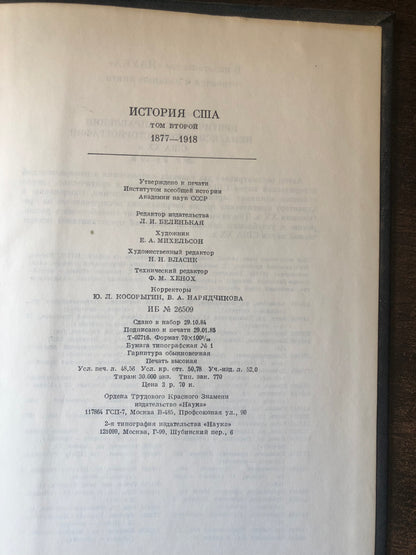 ИСТОРИЯ США
ТОМ ВТОРОЙ
1877—1918
Утверждено к печати
Институтом всеобщей истории
Академии наук СССР
Редактор издательства
Л. И. БЕЛЕНЬКАЯ
Художник
Е. А. МИХЕЛЬСОН
Художественный редактор
Н. Н. ВЛАСИК
Технический редактор
Ф. М. ХЕНОХ
Корректоры
Ю. Л. КОСОРЫГИН, В. А. НАРЯДЧИКОВА
ИБ № 26509
Сдано в набор 29.10.84
Подписано к печати 29.01.85
Т-02716. Формат 70×100¹/₁₆
Бумага типографская № 1
Гарнитура обыкновенная
Печать высокая
Усл. печ. л. 48,56 Усл. кр. отт. 50,78 Уч.-изд. л. 52,0
Тираж 30.000 экз. Тип. зак. 770
Цена 3 р. 70 к.
Ордена Трудового Красного Знамени
издательство «Наука»
117864 ГСП-7, Москва В-485, Профсоюзная ул., 90
2-я типография издательства «Наука»
121099, Москва, Г-99, Шубинский пер., 6